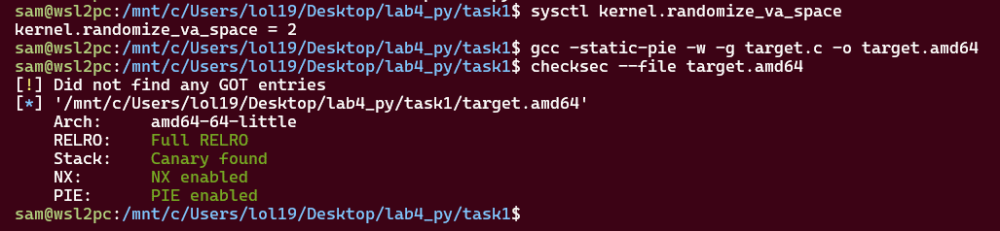 sam@wsl2pc:/mnt/c/Users/lol19/Desktop/lab4_py/task1$ sysctl kernel.randomize_va_space
kernel.randomize_va_space = 2
sam@wsl2pc:/mnt/c/Users/lol19/Desktop/lab4_py/task1$ gcc -static-pie -w -g target.c -o target.amd64
sam@wsl2pc:/mnt/c/Users/lol19/Desktop/lab4_py/task1$ checksec --file target.amd64
[!] Did not find any GOT entries
[*] '/mnt/c/Users/lol19/Desktop/lab4_py/task1/target.amd64'
    Arch:     amd64-64-little
    RELRO:    Full RELRO
    Stack:    Canary found
    NX:       NX enabled
    PIE:      PIE enabled
sam@wsl2pc:/mnt/c/Users/lol19/Desktop/lab4_py/task1$